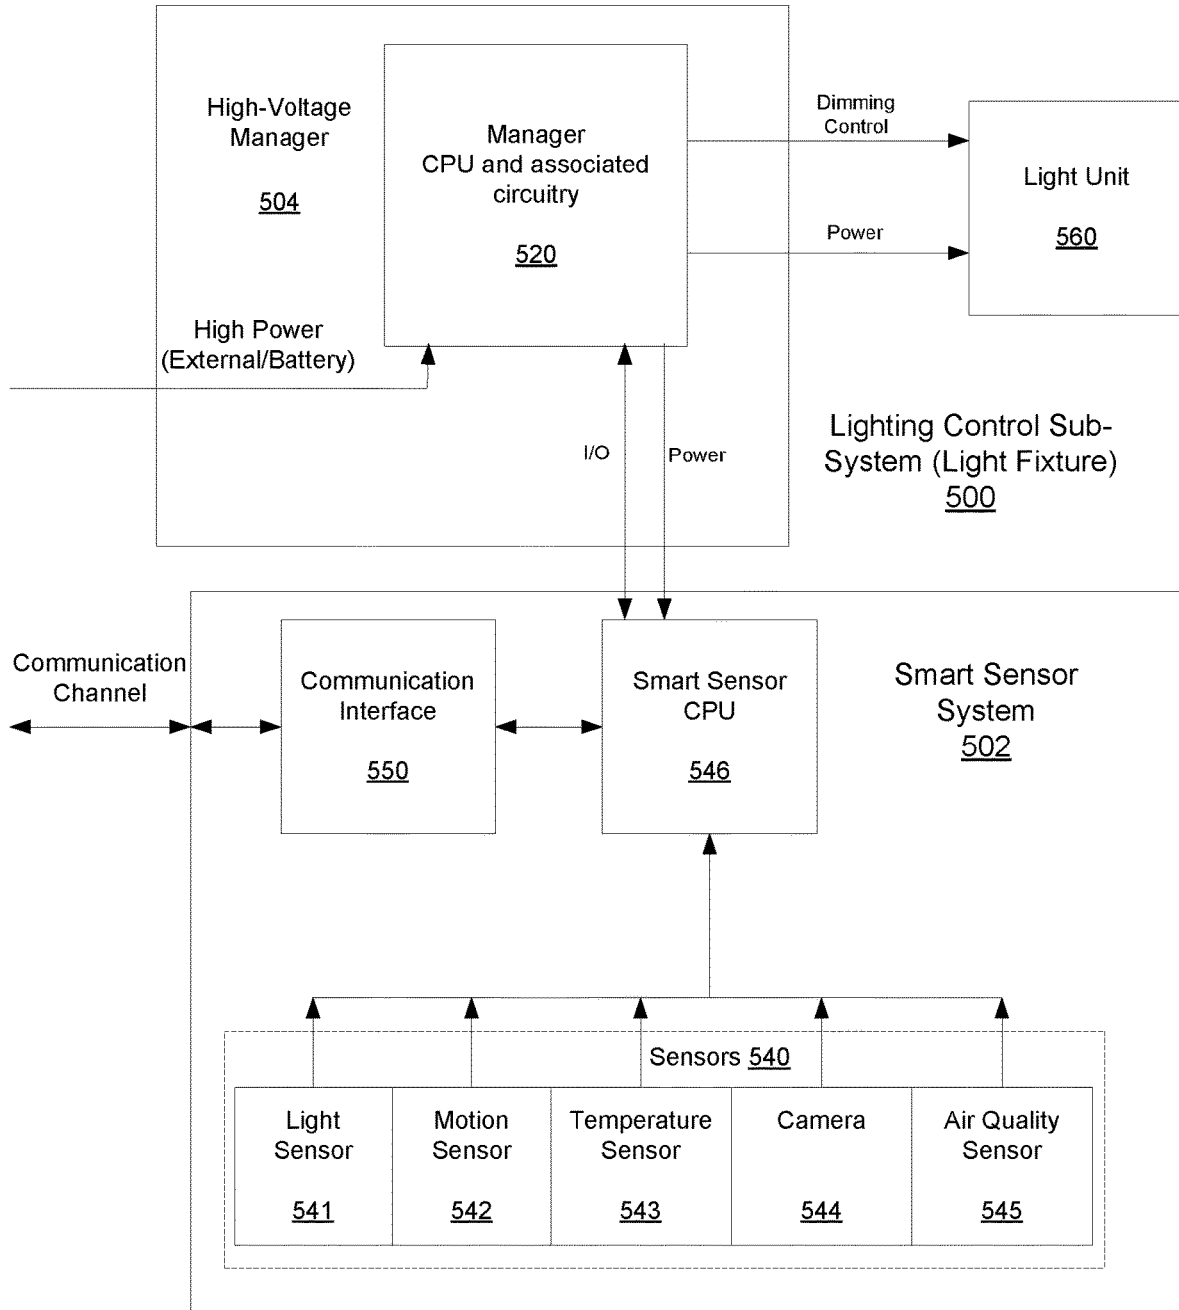 High-Voltage
Manager
504
Manager
CPU and associated
circuitry
520
Dimming
Control
Power
Light Unit
560
High Power
(External/Battery)
I/O
Power
Lighting Control Sub-
System (Light Fixture)
500
Communication
Channel
Communication
Interface
550
Smart Sensor
CPU
546
Smart Sensor
System
502
Sensors 540
Light
Sensor
541
Motion
Sensor
542
Temperature
Sensor
543
Camera
544
Air Quality
Sensor
545